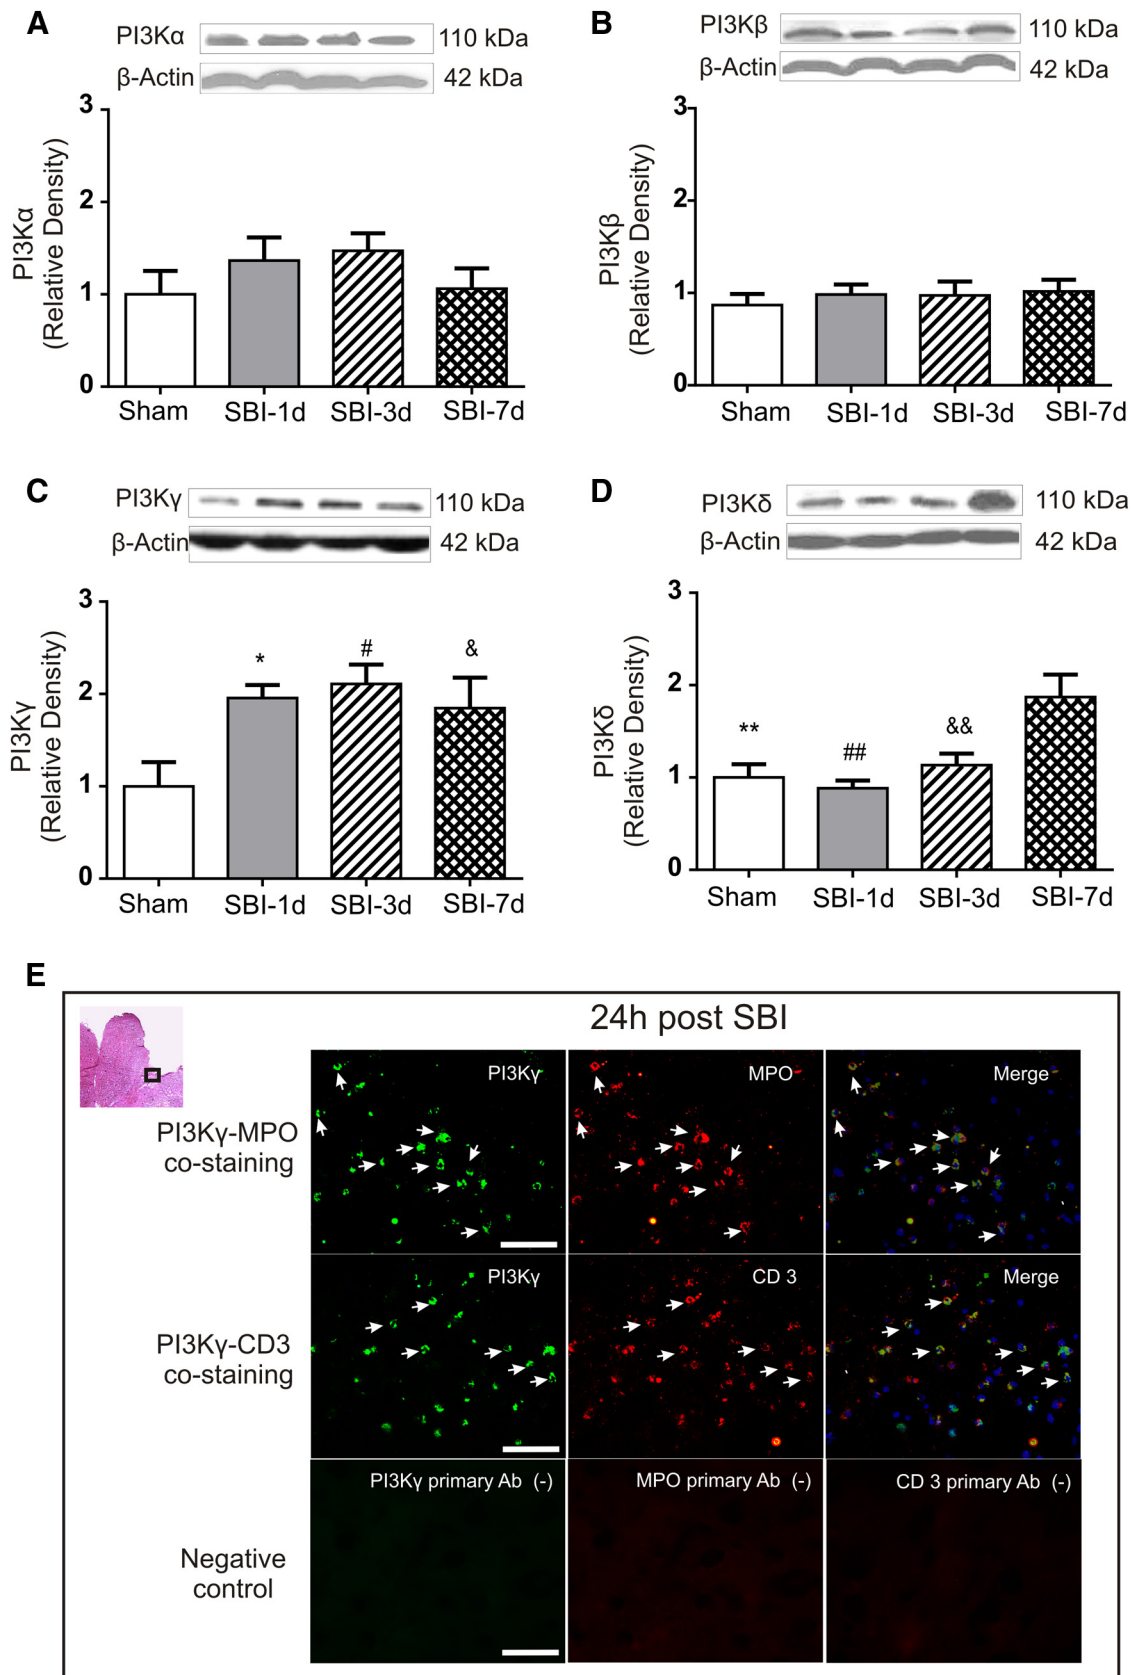 A
PI3Kα
110 kDa
β-Actin
42 kDa
PI3Kα
(Relative Density)
3
2
1
0
Sham
SBI-1d
SBI-3d
SBI-7d
B
PI3Kβ
110 kDa
β-Actin
42 kDa
PI3Kβ
(Relative Density)
3
2
1
0
Sham
SBI-1d
SBI-3d
SBI-7d
C
PI3Kγ
110 kDa
β-Actin
42 kDa
PI3Kγ
(Relative Density)
3
2
1
0
*
#
&
Sham
SBI-1d
SBI-3d
SBI-7d
D
PI3Kδ
110 kDa
β-Actin
42 kDa
PI3Kδ
(Relative Density)
3
2
1
0
**
##
&&
Sham
SBI-1d
SBI-3d
SBI-7d
E
24h post SBI
PI3Kγ-MPO
co-staining
PI3Kγ
MPO
Merge
PI3Kγ-CD3
co-staining
PI3Kγ
CD 3
Merge
Negative
control
PI3Kγ primary Ab (-)
MPO primary Ab (-)
CD 3 primary Ab (-)